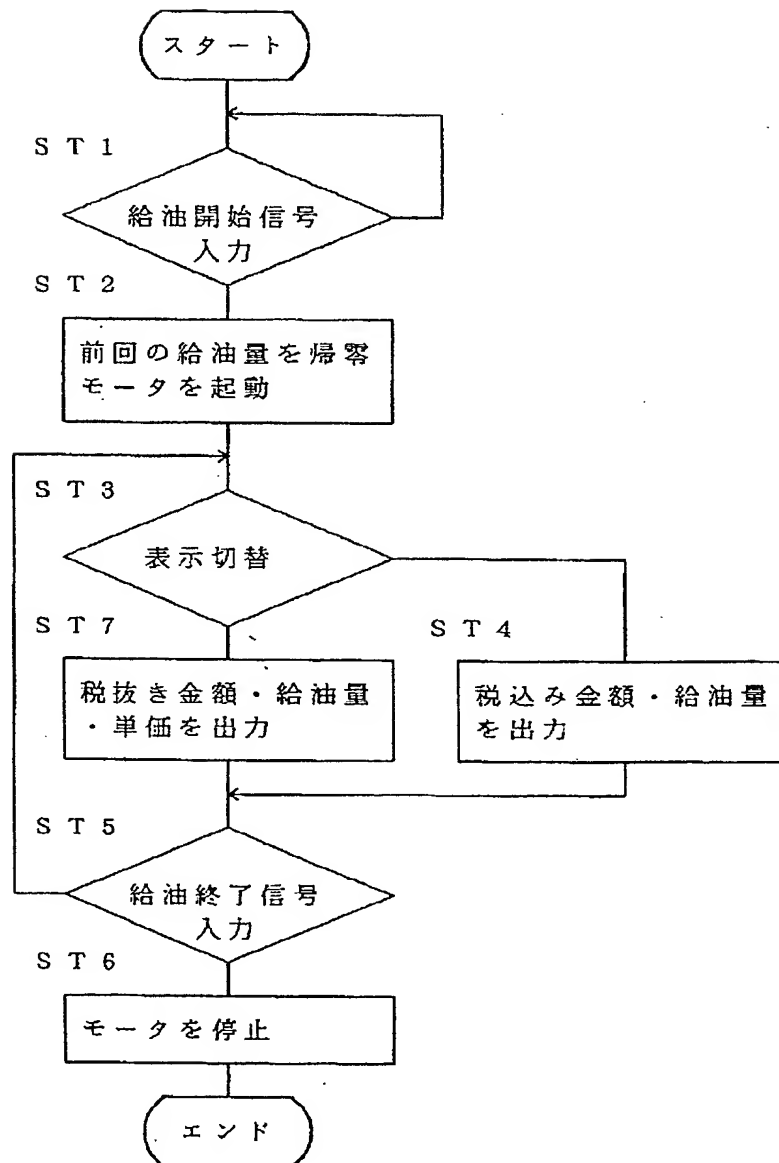 スタート
ST1
給油開始信号
入力
ST2
前回の給油量を帰零
モータを起動
ST3
表示切替
ST7
ST4
税抜き金額・給油量
・単価を出力
税込み金額・給油量
を出力
ST5
給油終了信号
入力
ST6
モータを停止
エンド